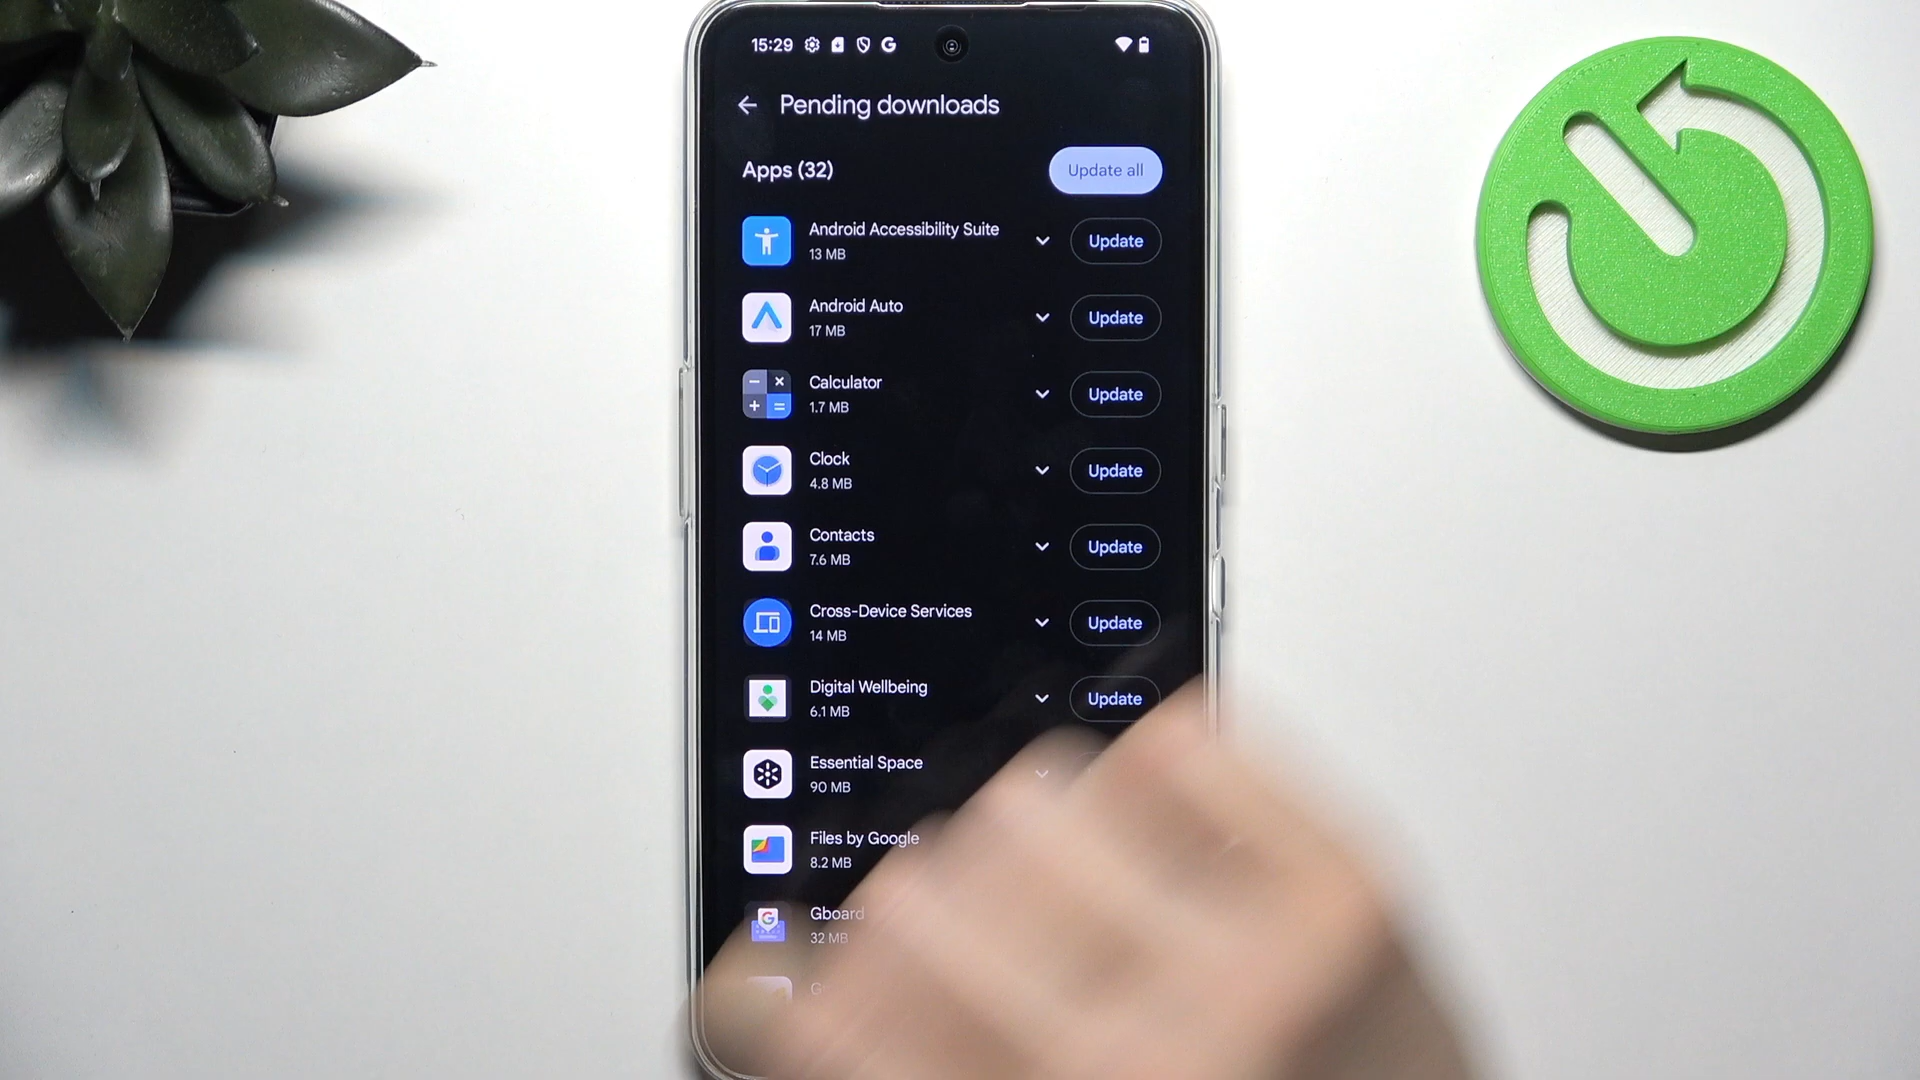 15:29
Pending downloads
Apps (32)
Update all
Android Accessibility Suite
13 MB
Update
Android Auto
17 MB
Update
Calculator
1.7 MB
Update
Clock
4.8 MB
Update
Contacts
7.6 MB
Update
Cross-Device Services
14 MB
Update
Digital Wellbeing
6.1 MB
Update
Essential Space
90 MB
Files by Google
8.2 MB
Gboard
32 MB